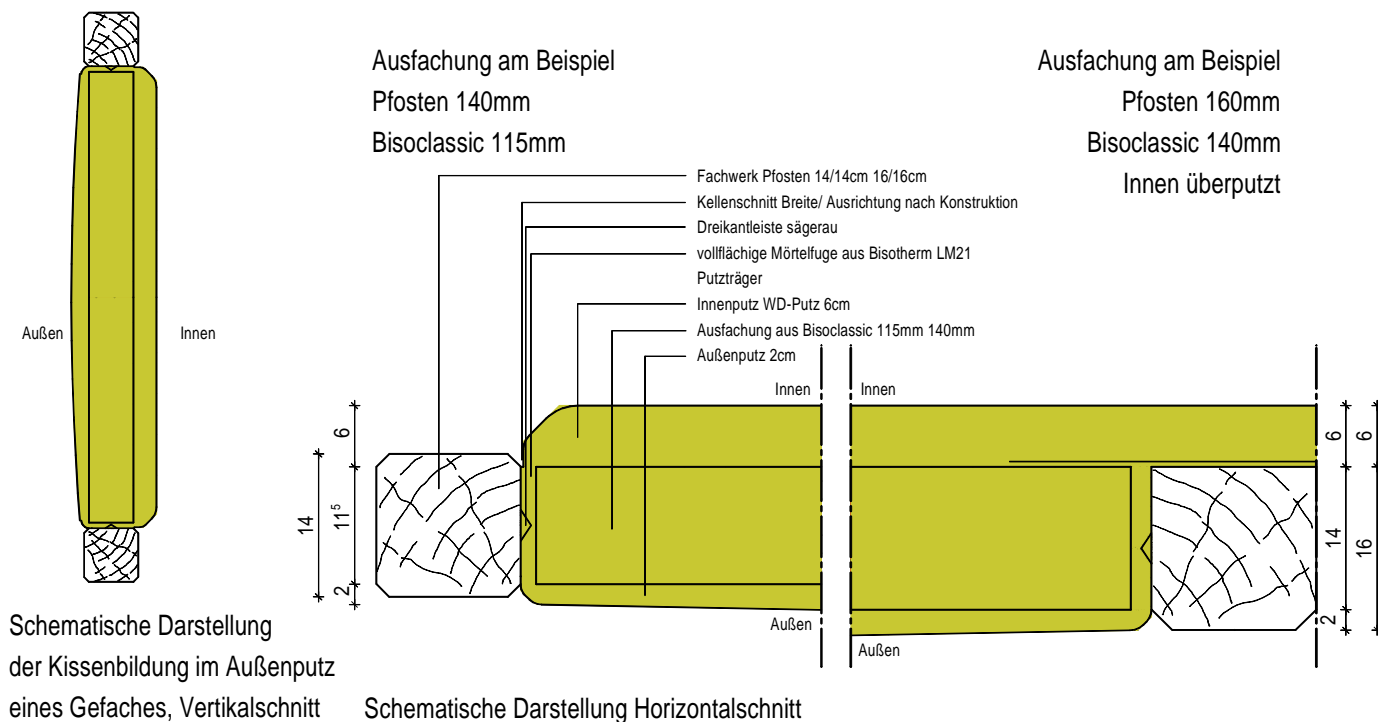 Ausfachung am Beispiel
Pfosten 140mm
Bisoclassic 115mm
Ausfachung am Beispiel
Pfosten 160mm
Bisoclassic 140mm
Innen überputzt
Fachwerk Pfosten 14/14cm 16/16cm
Kellenschnitt Breite/ Ausrichtung nach Konstruktion
Dreikantleiste sägerau
vollflächige Mörtelfuge aus Bisotherm LM21
Putzträger
Innenputz WD-Putz 6cm
Ausfachung aus Bisoclassic 115mm 140mm
Außenputz 2cm
Außen
Innen
Innen
Innen
6
14
11⁵
2
6
6
14
16
2
Außen
Außen
Schematische Darstellung
der Kissenbildung im Außenputz
eines Gefaches, Vertikalschnitt
Schematische Darstellung Horizontalschnitt